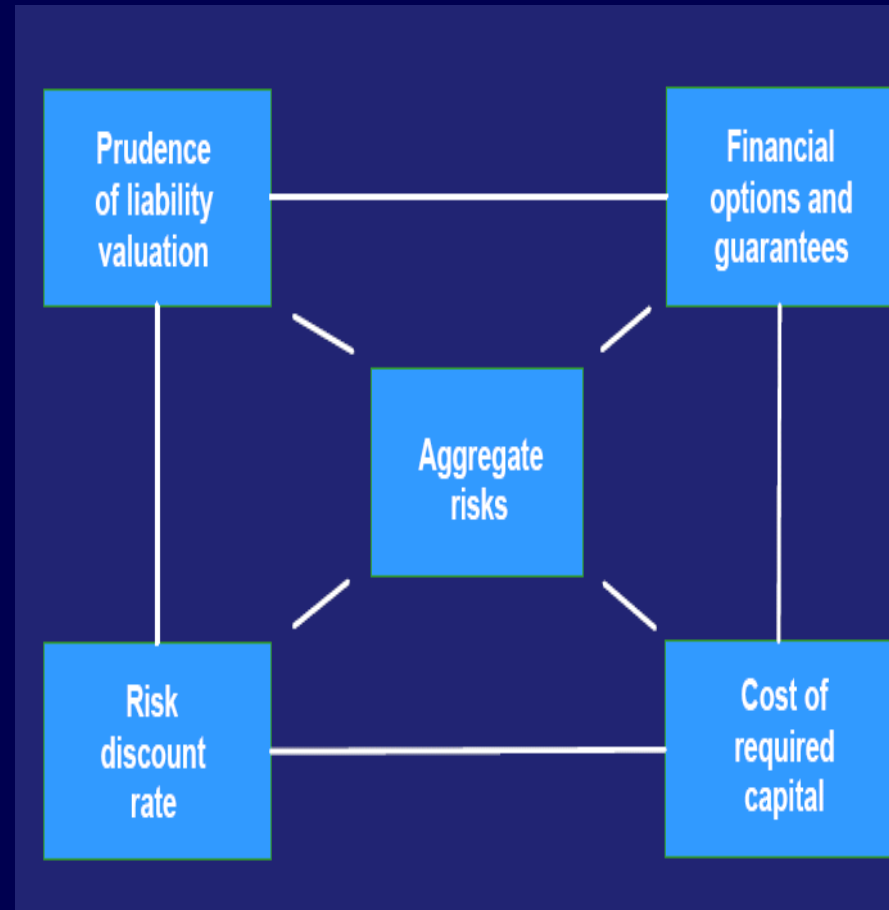 Prudence
of liability
valuation
Financial
options and
guarantees
Aggregate
risks
Risk
discount
rate
Cost of
required
capital